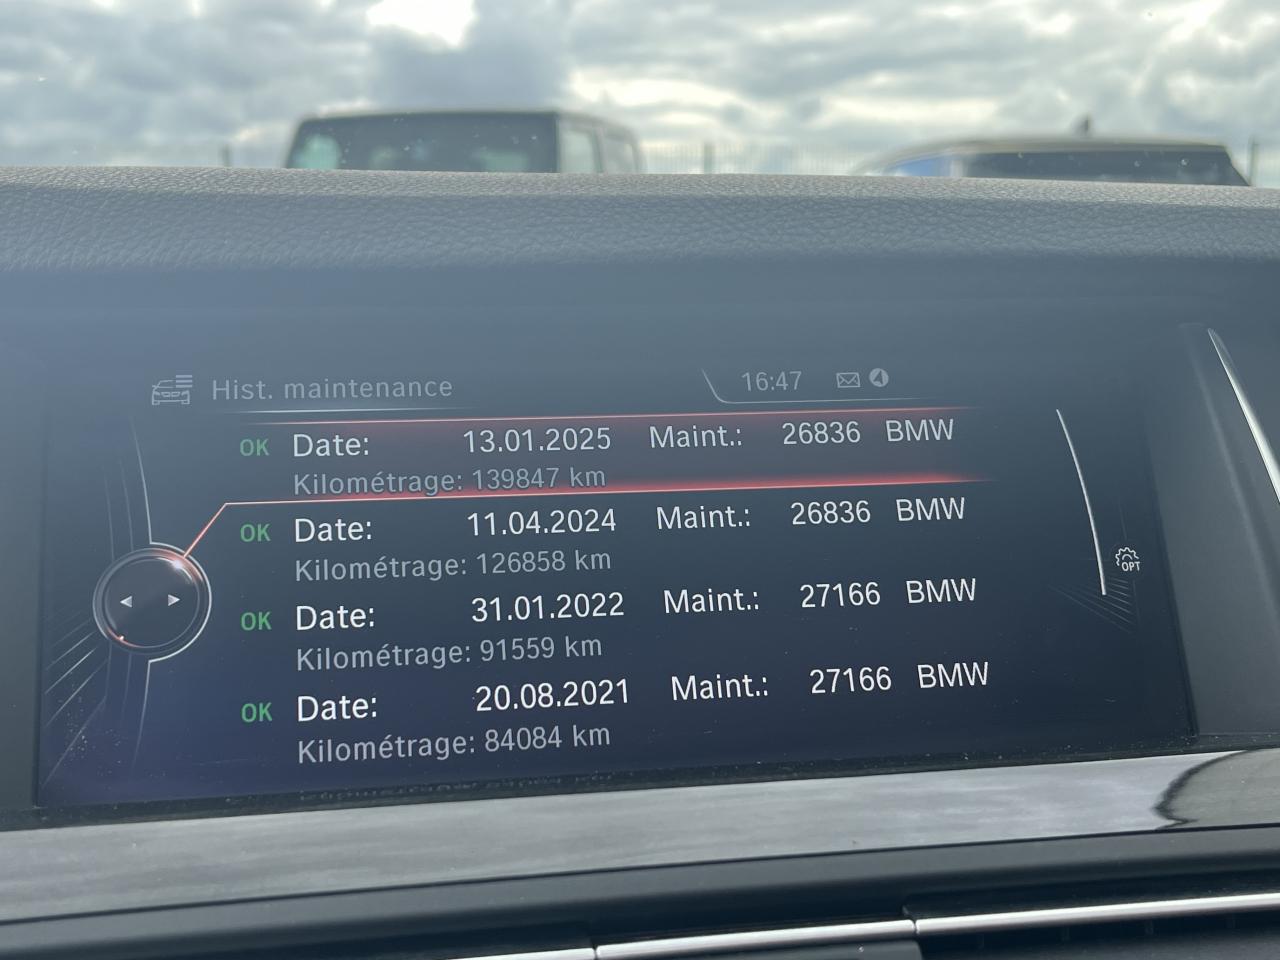 Hist. maintenance 16:47
OK Date: 13.01.2025 Maint.: 26836 BMW
Kilométrage: 139847 km
OK Date: 11.04.2024 Maint.: 26836 BMW
Kilométrage: 126858 km
OK Date: 31.01.2022 Maint.: 27166 BMW
Kilométrage: 91559 km
OK Date: 20.08.2021 Maint.: 27166 BMW
Kilométrage: 84084 km
OPT